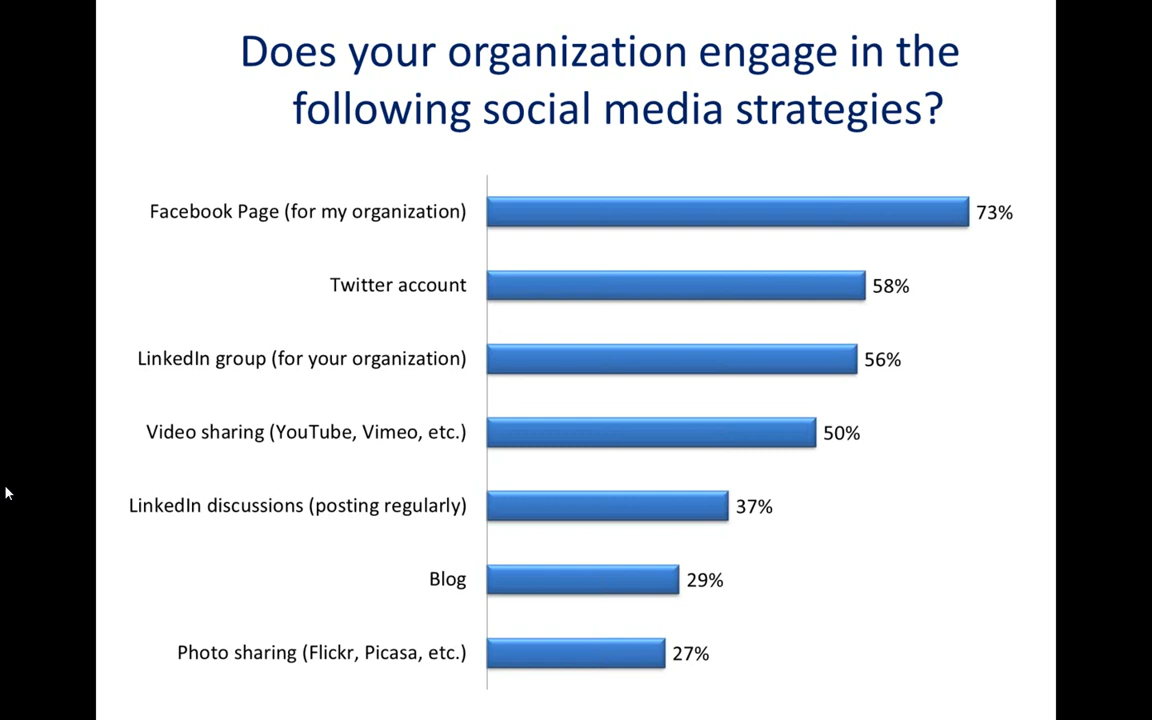 Does your organization engage in the
following social media strategies?
Facebook Page (for my organization) 73%
Twitter account 58%
LinkedIn group (for your organization) 56%
Video sharing (YouTube, Vimeo, etc.) 50%
LinkedIn discussions (posting regularly) 37%
Blog 29%
Photo sharing (Flickr, Picasa, etc.) 27%